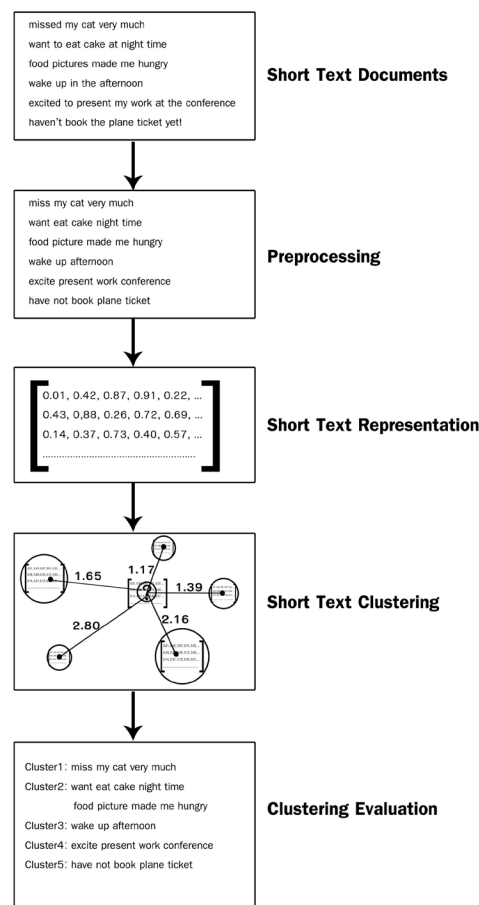 missed my cat very much
want to eat cake at night time
food pictures made me hungry
wake up in the afternoon
excited to present my work at the conference
haven't book the plane ticket yet!
Short Text Documents
miss my cat very much
want eat cake night time
food picture made me hungry
wake up afternoon
excite present work conference
have not book plane ticket
Preprocessing
0.01, 0.42, 0.87, 0.91, 0.22, ...
0.43, 0,88, 0.26, 0.72, 0.69, ...
0.14, 0.37, 0.73, 0.40, 0.57, ...
......................................................
Short Text Representation
1.17
1.65
1.39
?
2.80
2.16
Short Text Clustering
Cluster1: miss my cat very much
Cluster2: want eat cake night time
food picture made me hungry
Cluster3: wake up afternoon
Cluster4: excite present work conference
Cluster5: have not book plane ticket
Clustering Evaluation